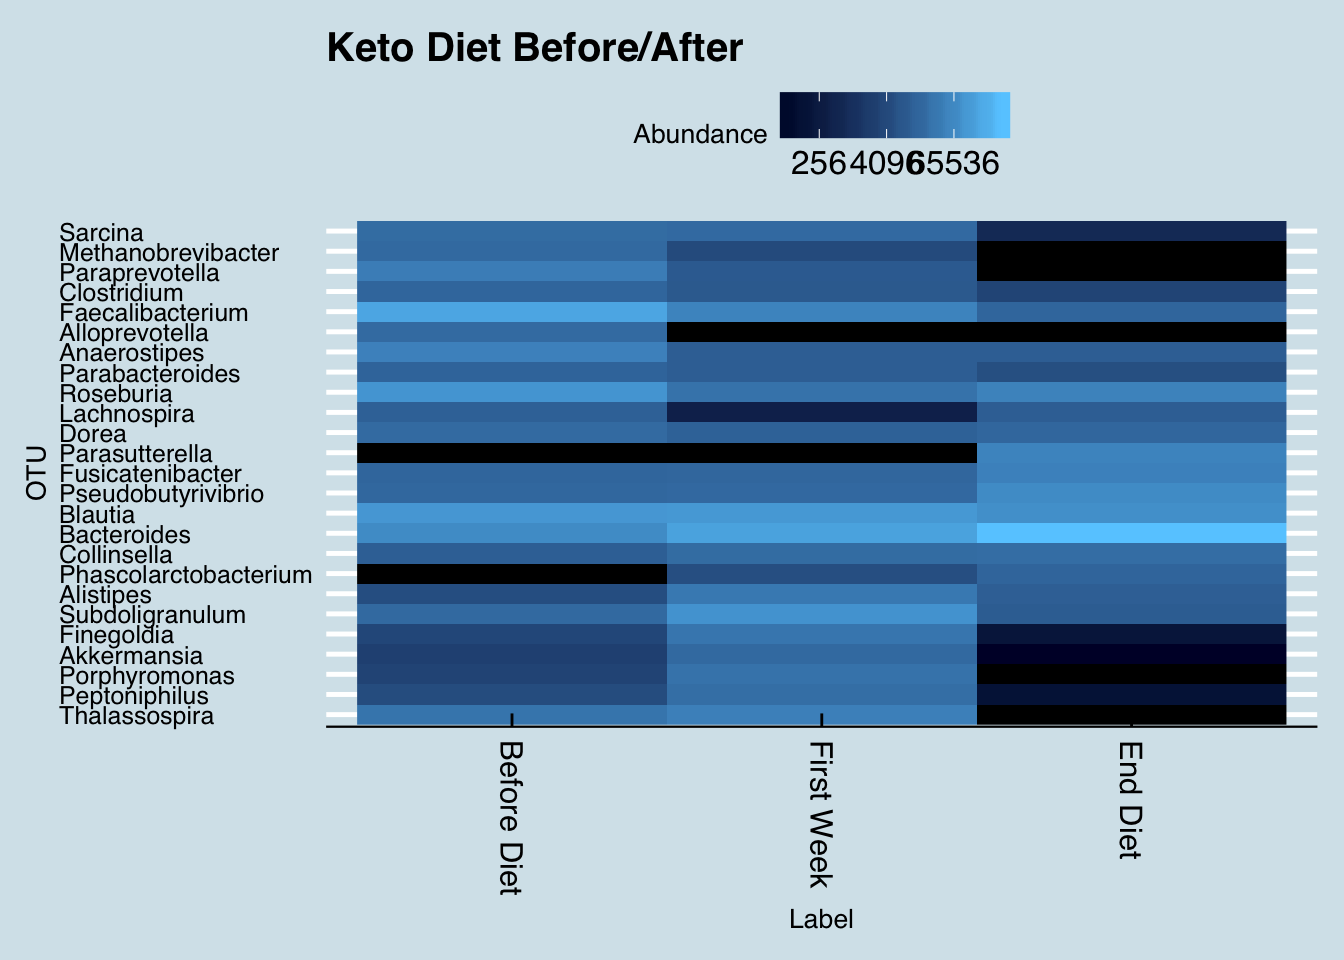 Keto Diet Before/After
Abundance
256 4096 65536
Sarcina
Methanobrevibacter
Paraprevotella
Clostridium
Faecalibacterium
Alloprevotella
Anaerostipes
Parabacteroides
Roseburia
Lachnospira
Dorea
Parasutterella
Fusicatenibacter
Pseudobutyrivibrio
Blautia
Bacteroides
Collinsella
Phascolarctobacterium
Alistipes
Subdoligranulum
Finegoldia
Akkermansia
Porphyromonas
Peptoniphilus
Thalassospira
OTU
Before Diet
First Week
End Diet
Label